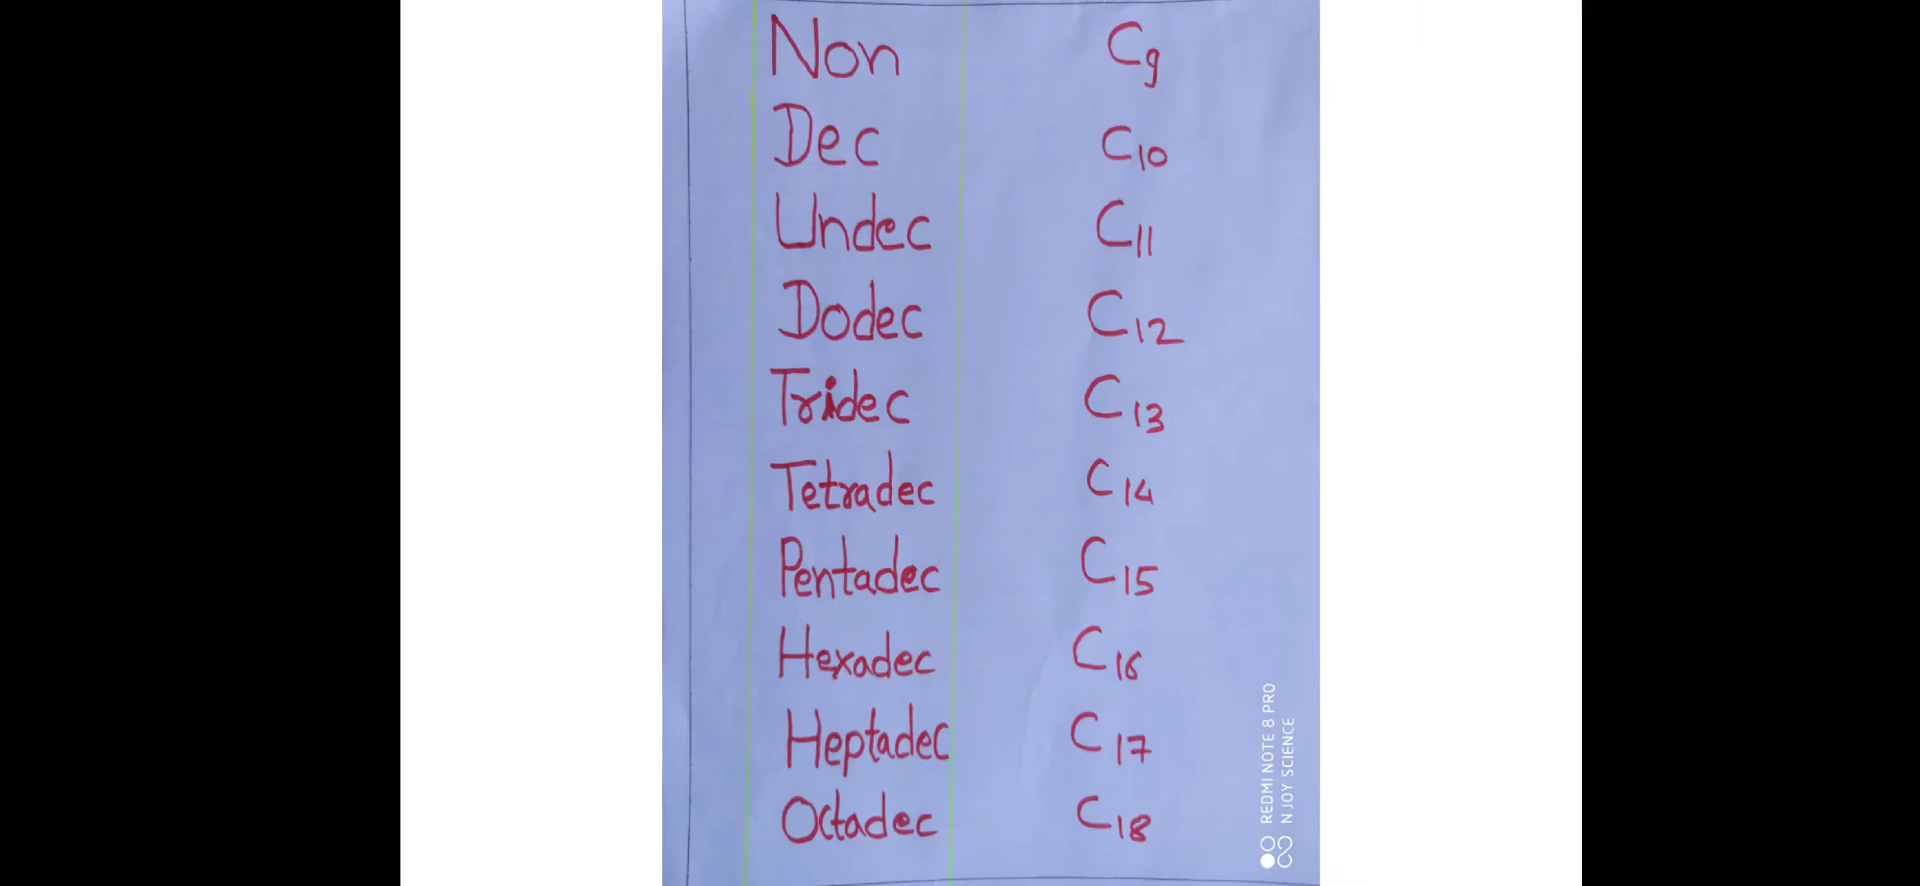 Non C₉
Dec C₁₀
Undec C₁₁
Dodec C₁₂
Tridec C₁₃
Tetradec C₁₄
Pentadec C₁₅
Hexadec C₁₆
Heptadec C₁₇
Octadec C₁₈
REDMI NOTE 8 PRO
N JOY SCIENCE